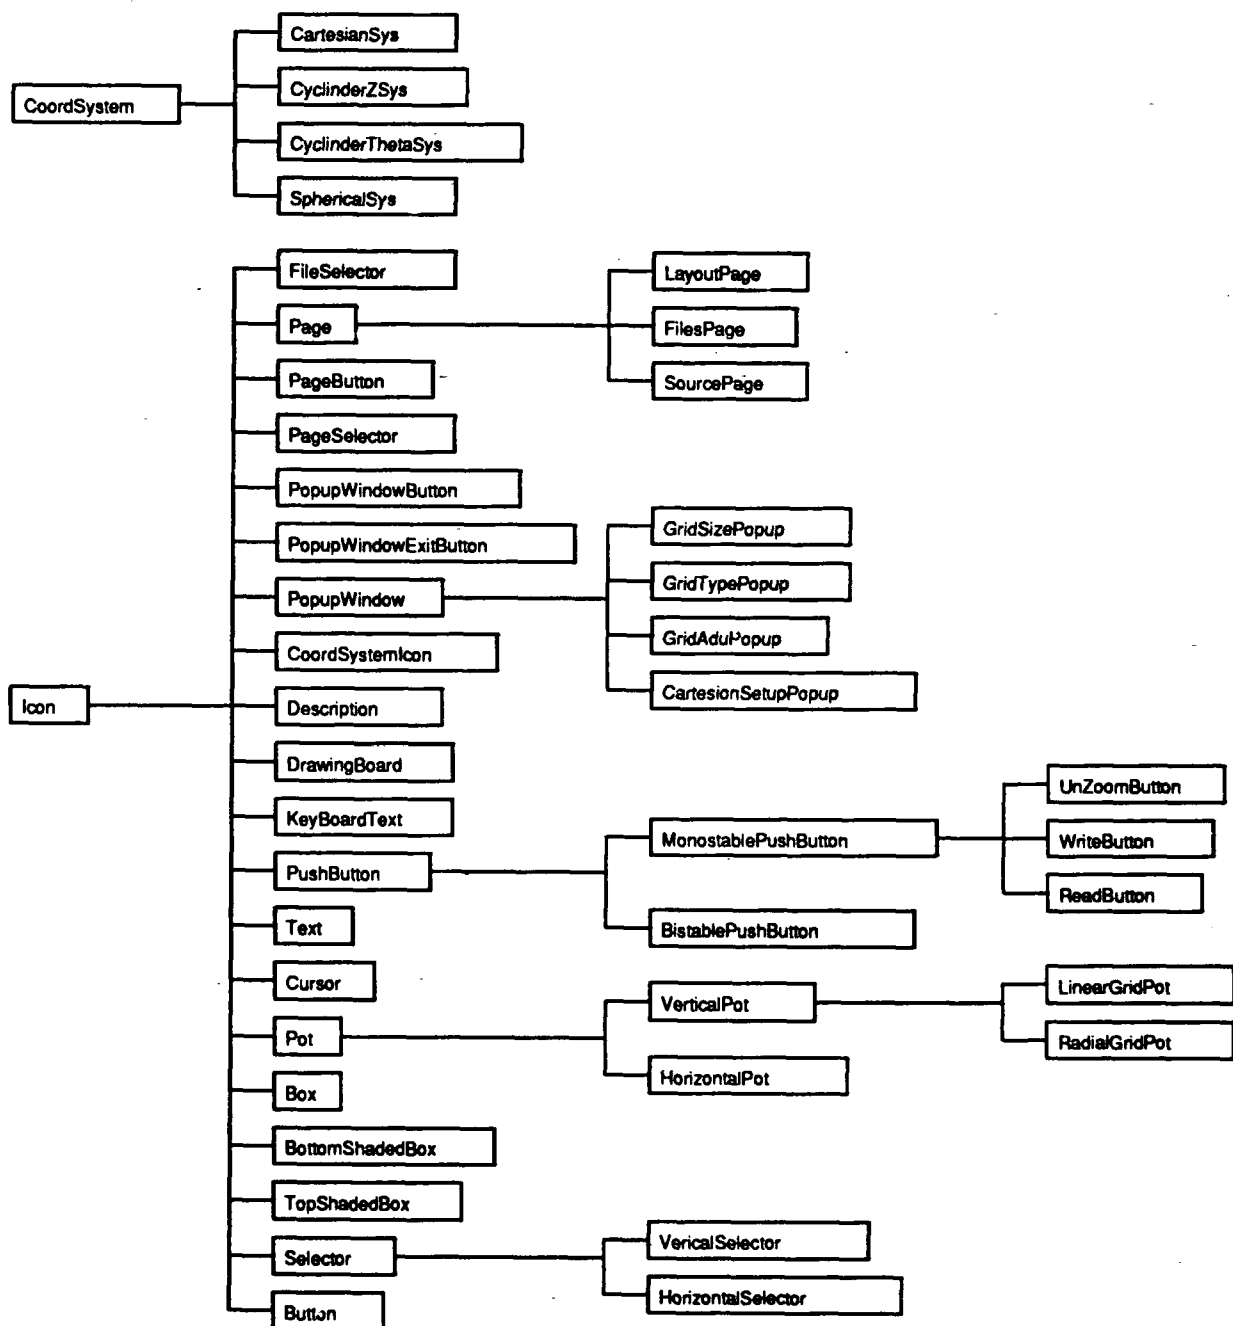 CartesianSys
CoordSystem
CyclinderZSys
CyclinderThetaSys
SphericalSys
FileSelector
LayoutPage
Page
FilesPage
PageButton
SourcePage
PageSelector
PopupWindowButton
GridSizePopup
PopupWindowExitButton
GridTypePopup
PopupWindow
GridAduPopup
CoordSystemIcon
CartesionSetupPopup
Icon
Description
DrawingBoard
UnZoomButton
KeyBoardText
MonostablePushButton
WriteButton
PushButton
ReadButton
Text
BistablePushButton
Cursor
VerticalPot
LinearGridPot
Pot
RadialGridPot
HorizontalPot
Box
BottomShadedBox
TopShadedBox
Selector
VericalSelector
HorizontalSelector
Button